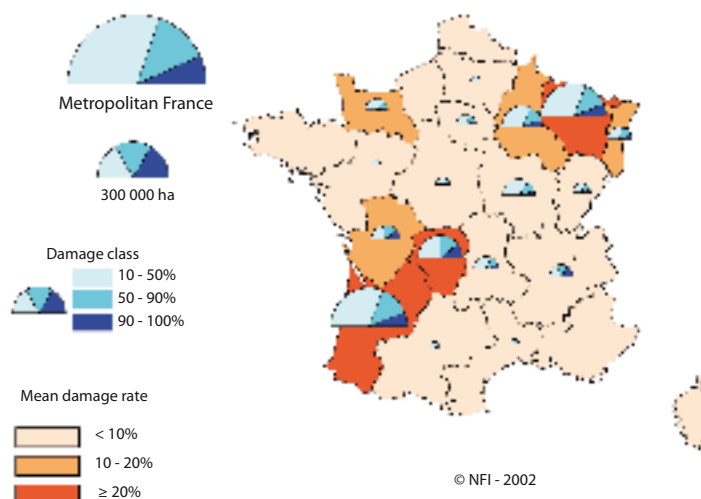 Metropolitan France
300 000 ha
Damage class
10 - 50%
50 - 90%
90 - 100%
Mean damage rate
< 10%
10 - 20%
≥ 20%
© NFI - 2002